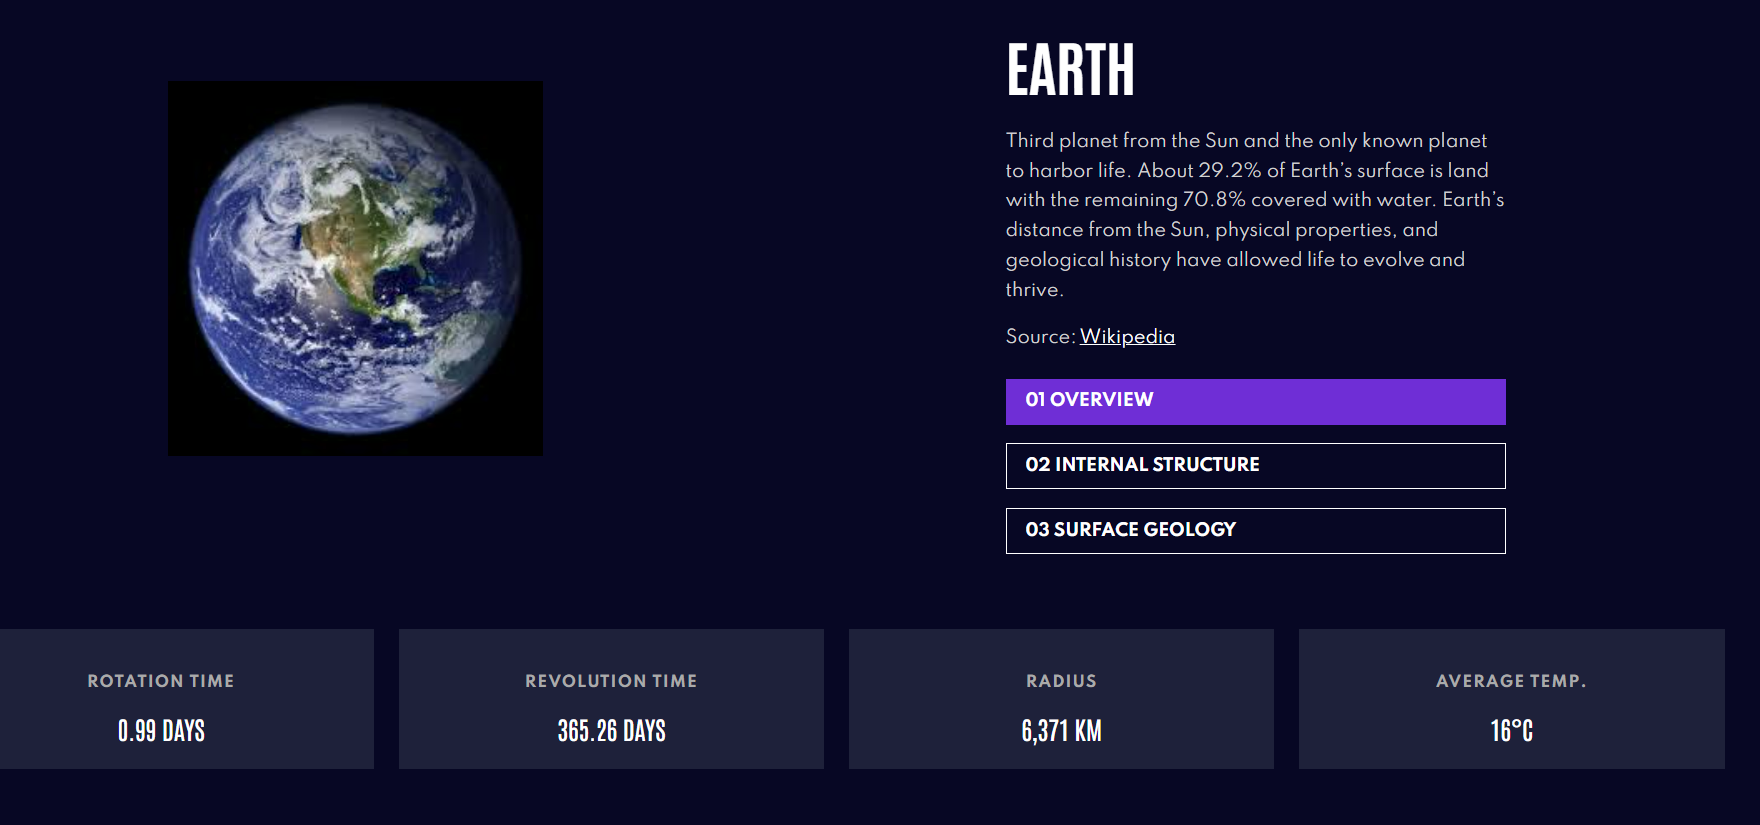 EARTH
Third planet from the Sun and the only known planet
to harbor life. About 29.2% of Earth’s surface is land
with the remaining 70.8% covered with water. Earth’s
distance from the Sun, physical properties, and
geological history have allowed life to evolve and
thrive.
Source: Wikipedia
01 OVERVIEW
02 INTERNAL STRUCTURE
03 SURFACE GEOLOGY
ROTATION TIME
0.99 DAYS
REVOLUTION TIME
365.26 DAYS
RADIUS
6,371 KM
AVERAGE TEMP.
16°C